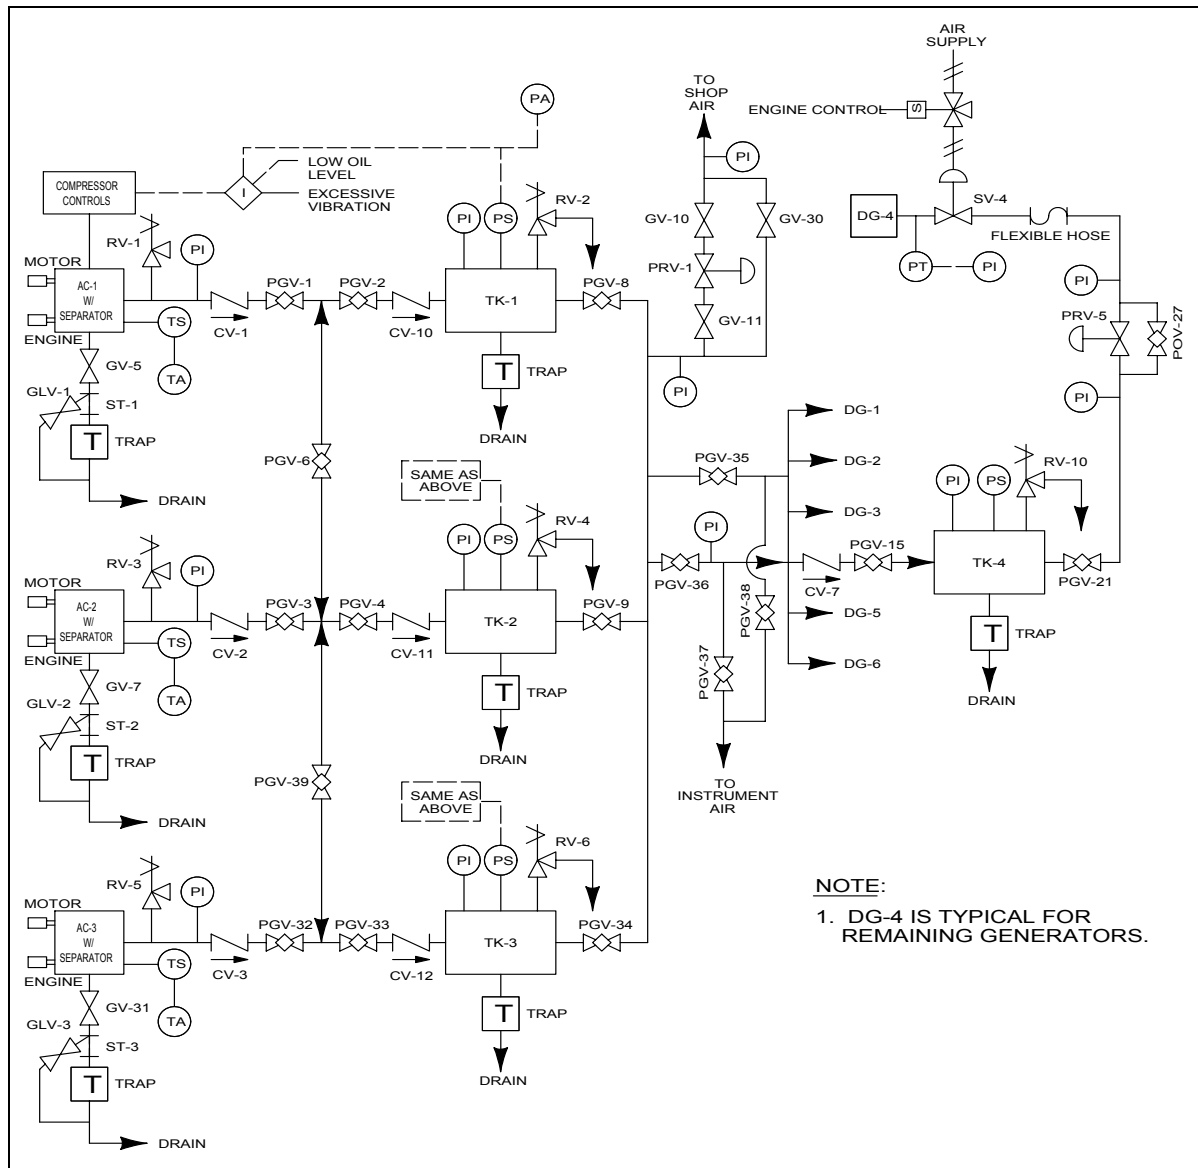 AIR
SUPPLY
TO
SHOP
AIR
ENGINE CONTROL
S
PA
PI
LOW OIL
LEVEL
EXCESSIVE
VIBRATION
I
COMPRESSOR
CONTROLS
RV-1
PI
PI
PS
RV-2
GV-10
GV-30
DG-4
SV-4
FLEXIBLE HOSE
PT
PI
MOTOR
AC-1
W/
SEPARATOR
ENGINE
TS
TA
CV-1
PGV-1
PGV-2
CV-10
TK-1
PGV-8
PRV-1
GV-11
PI
PI
PRV-5
POV-27
PI
GV-5
GLV-1
ST-1
T
TRAP
DRAIN
T
TRAP
DRAIN
PGV-6
SAME AS
ABOVE
PGV-35
DG-1
DG-2
DG-3
PI
PI
PS
RV-10
RV-3
PI
PI
PS
RV-4
MOTOR
AC-2
W/
SEPARATOR
ENGINE
TS
TA
CV-2
PGV-3
PGV-4
CV-11
TK-2
PGV-9
PGV-36
CV-7
PGV-15
TK-4
PGV-21
PGV-38
PGV-37
DG-5
DG-6
T
TRAP
DRAIN
GV-7
GLV-2
ST-2
T
TRAP
DRAIN
T
TRAP
DRAIN
PGV-39
SAME AS
ABOVE
TO
INSTRUMENT
AIR
RV-5
PI
PI
PS
RV-6
MOTOR
AC-3
W/
SEPARATOR
ENGINE
TS
TA
CV-3
PGV-32
PGV-33
CV-12
TK-3
PGV-34
GV-31
GLV-3
ST-3
T
TRAP
DRAIN
T
TRAP
DRAIN
NOTE:
1. DG-4 IS TYPICAL FOR
REMAINING GENERATORS.